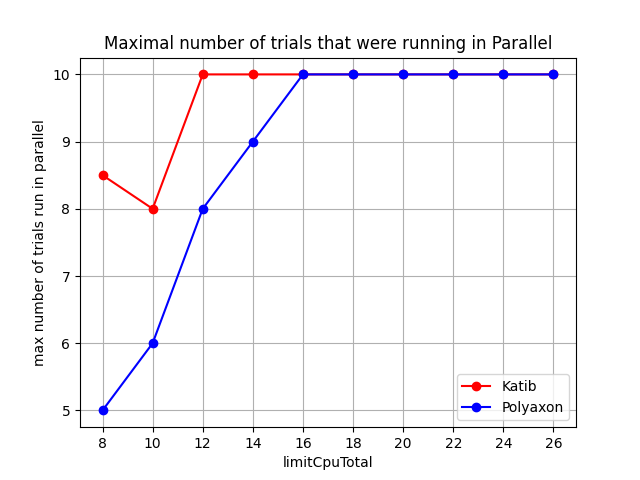 Maximal number of trials that were running in Parallel
max number of trials run in parallel
10
9
8
7
6
5
8 10 12 14 16 18 20 22 24 26
limitCpuTotal
Katib
Polyaxon